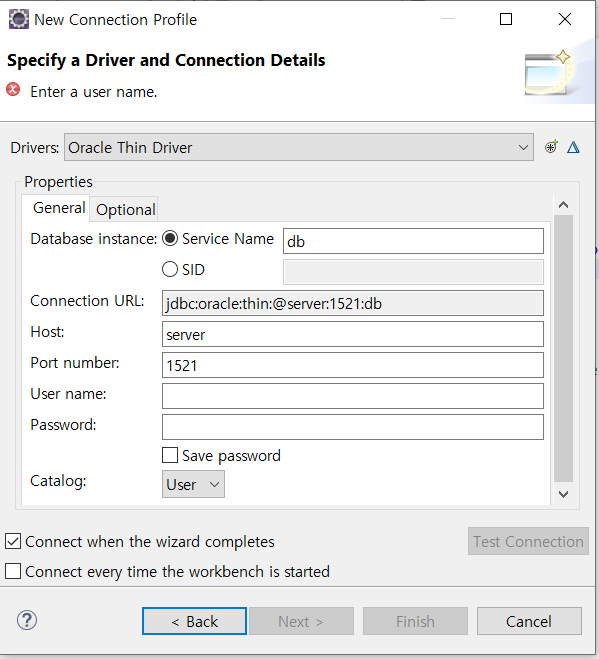 New Connection Profile
Specify a Driver and Connection Details
Enter a user name.
Drivers: Oracle Thin Driver
Properties
General Optional
Database instance: Service Name db
SID
Connection URL: jdbc:oracle:thin:@server:1521:db
Host: server
Port number: 1521
User name:
Password:
Save password
Catalog: User
Connect when the wizard completes Test Connection
Connect every time the workbench is started
? < Back Next > Finish Cancel